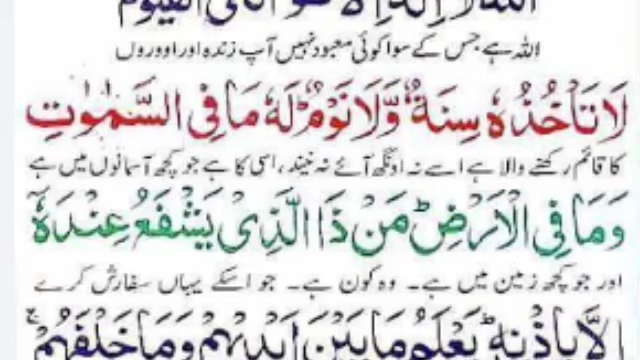 اَللّٰهُ لَاۤ اِلٰهَ اِلَّا هُوَ اَلْحَیُّ الْقَیُّوْمُ
اللہ ہے جس کے سوا کوئی معبود نہیں آپ زندہ اور اوروں
لَا تَاْخُذُهٗ سِنَةٌ وَّلَا نَوْمٌ لَهٗ مَا فِی السَّمٰوٰتِ
کا قائم رکھنے والا ہے اسے نہ اونگھ آئے نہ نیند، اسی کا ہے جو کچھ آسمانوں میں ہے
وَمَا فِی الْاَرْضِ ؕ مَنْ ذَا الَّذِیْ یَشْفَعُ عِنْدَهٗۤ
اور جو کچھ زمین میں ہے۔ وہ کون ہے۔ جو اسکے یہاں سفارش کرے
اِلَّا بِاِذْنِهٖ ؕ یَعْلَمُ مَا بَیْنَ اَیْدِیْهِمْ وَمَا خَلْفَهُمْ ۚ